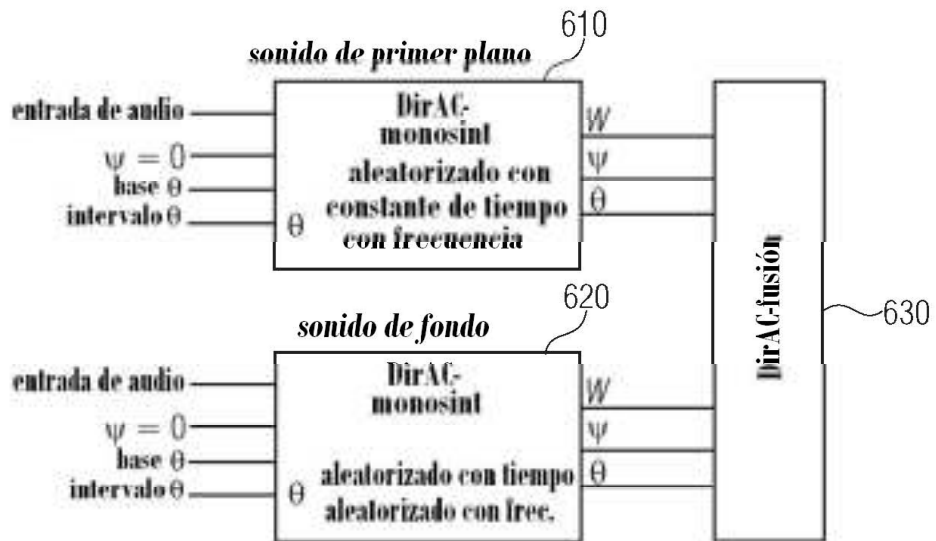 610
sonido de primer plano
entrada de audio
ψ = 0
base θ
intervalo θ
θ
DirAC-
monosint
aleatorizado con
constante de tiempo
con frecuencia
W
ψ
θ
620
sonido de fondo
entrada de audio
ψ = 0
base θ
intervalo θ
θ
DirAC-
monosint
aleatorizado con tiempo
aleatorizado con frec.
W
ψ
θ
DirAC-fusión
630